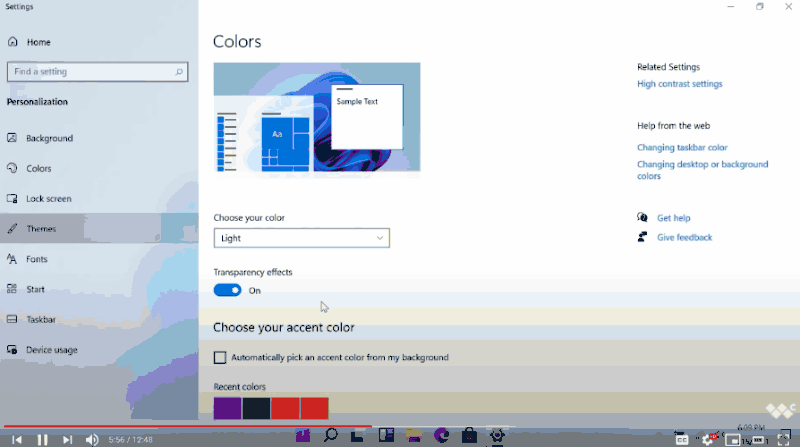 Settings
Home
Find a setting
Personalization
Background
Colors
Lock screen
Themes
Fonts
Start
Taskbar
Device usage
Colors
Sample Text
Aa
Choose your color
Light
Transparency effects
On
Choose your accent color
Automatically pick an accent color from my background
Recent colors
Related Settings
High contrast settings
Help from the web
Changing taskbar color
Changing desktop or background
colors
Get help
Give feedback
5:56 / 12:48
CC
6:09 PM